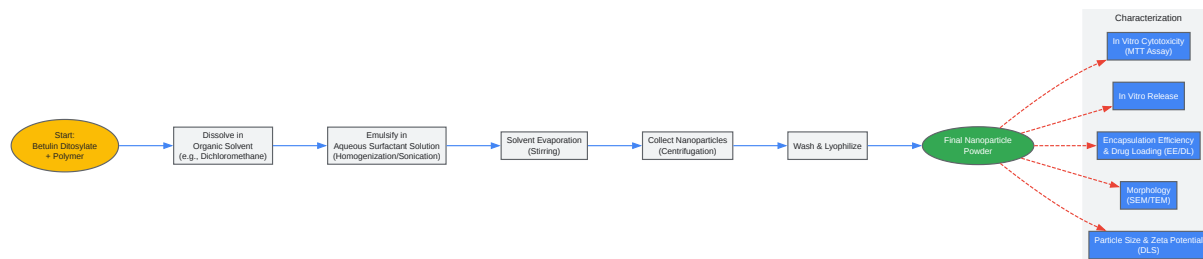 Characterization
Start:
Betulin Ditosylate
+ Polymer
Dissolve in
Organic Solvent
(e.g., Dichloromethane)
Emulsify in
Aqueous Surfactant Solution
(Homogenization/Sonication)
Solvent Evaporation
(Stirring)
Collect Nanoparticles
(Centrifugation)
Wash & Lyophilize
Final Nanoparticle
Powder
In Vitro Cytotoxicity
(MTT Assay)
In Vitro Release
Encapsulation Efficiency
& Drug Loading (EE/DL)
Morphology
(SEM/TEM)
Particle Size & Zeta Potential
(DLS)